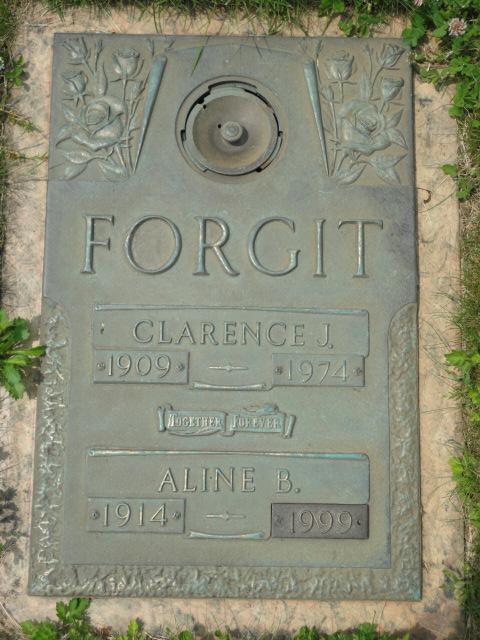 FORGIT
CLARENCE J.
1909 1974
TOGETHER FOREVER
ALINE B.
1914 1999